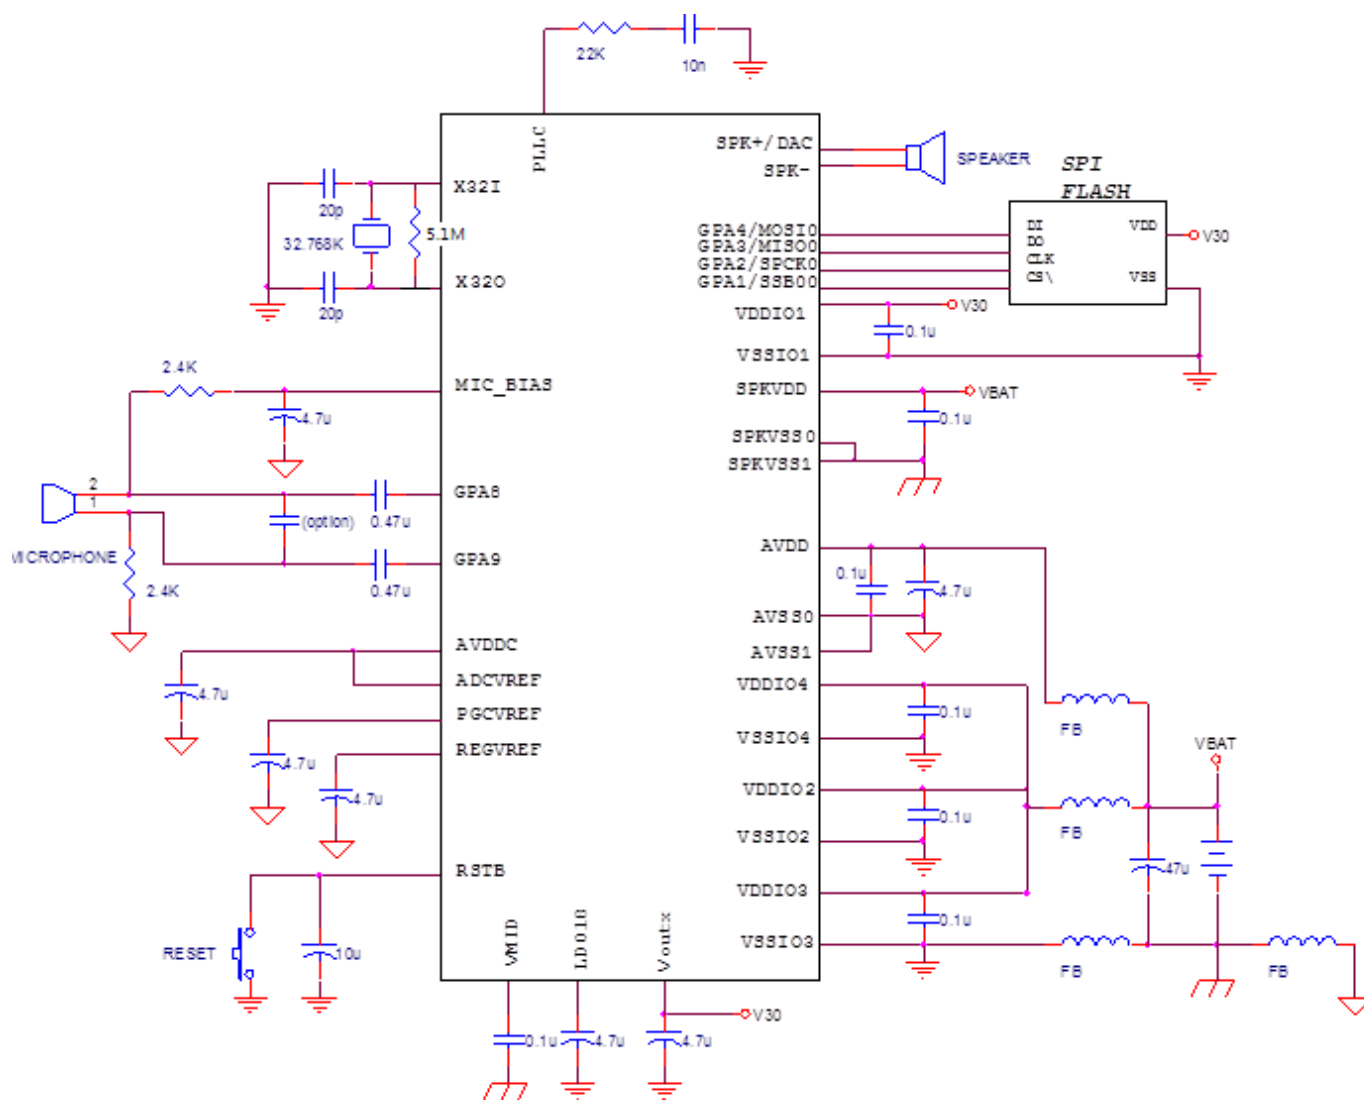 22K
10n
PLLC
SPK+/DAC
SPK-
SPEAKER
SPI
FLASH
X32I
20p
32.768K
5.1M
X32O
20p
GPA4/MOSI0
GPA3/MISO0
GPA2/SPCK0
GPA1/SSB00
DI
DO
CLK
CS\
VDD
VSS
V30
VDDIO1
V30
0.1u
VSSIO1
2.4K
MIC_BIAS
4.7u
SPKVDD
VBAT
0.1u
SPKVSS0
SPKVSS1
2
1
GPA8
(option)
0.47u
MICROPHONE
GPA9
0.47u
2.4K
AVDD
0.1u
4.7u
AVSS0
AVSS1
AVDDC
ADCVREF
4.7u
PGCVREF
4.7u
REGVREF
4.7u
VDDIO4
0.1u
VSSIO4
FB
VBAT
VDDIO2
0.1u
VSSIO2
FB
47u
RSTB
VDDIO3
0.1u
VSSIO3
FB
FB
RESET
10u
VMID
LDO18
Voutx
0.1u
4.7u
4.7u
V30